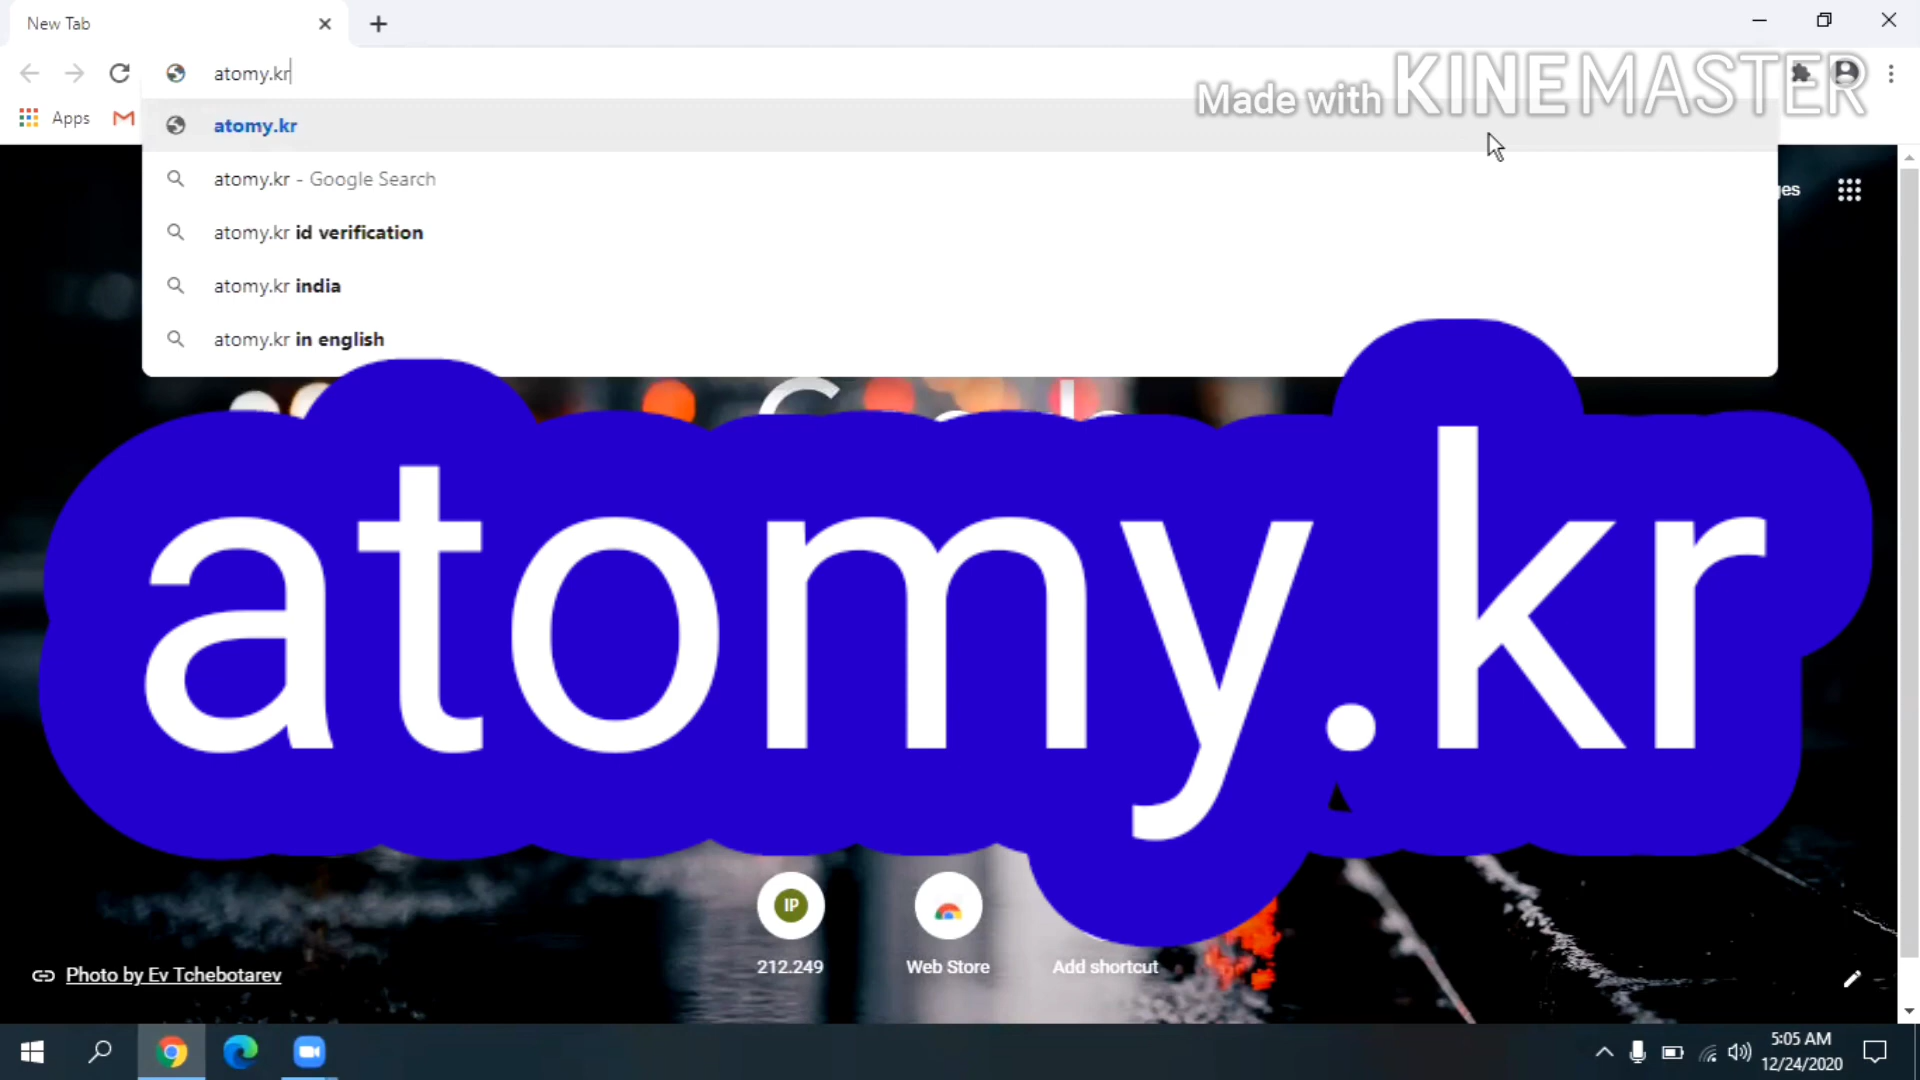 New Tab
atomy.kr
Made with KINEMASTER
Apps
atomy.kr
atomy.kr - Google Search
atomy.kr id verification
atomy.kr india
atomy.kr in english
atomy.kr
IP
212.249
Web Store
Add shortcut
Photo by Ev Tchebotarev
5:05 AM
12/24/2020